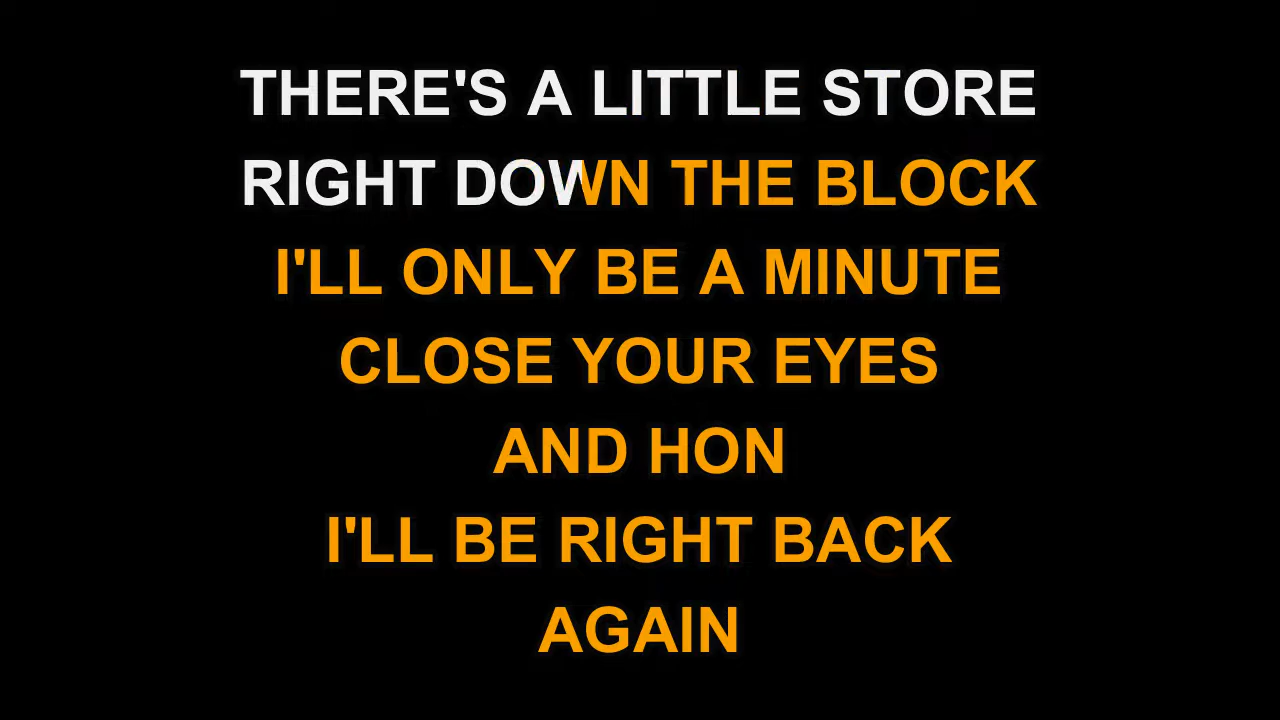 THERE'S A LITTLE STORE
RIGHT DOWN THE BLOCK
I'LL ONLY BE A MINUTE
CLOSE YOUR EYES
AND HON
I'LL BE RIGHT BACK
AGAIN